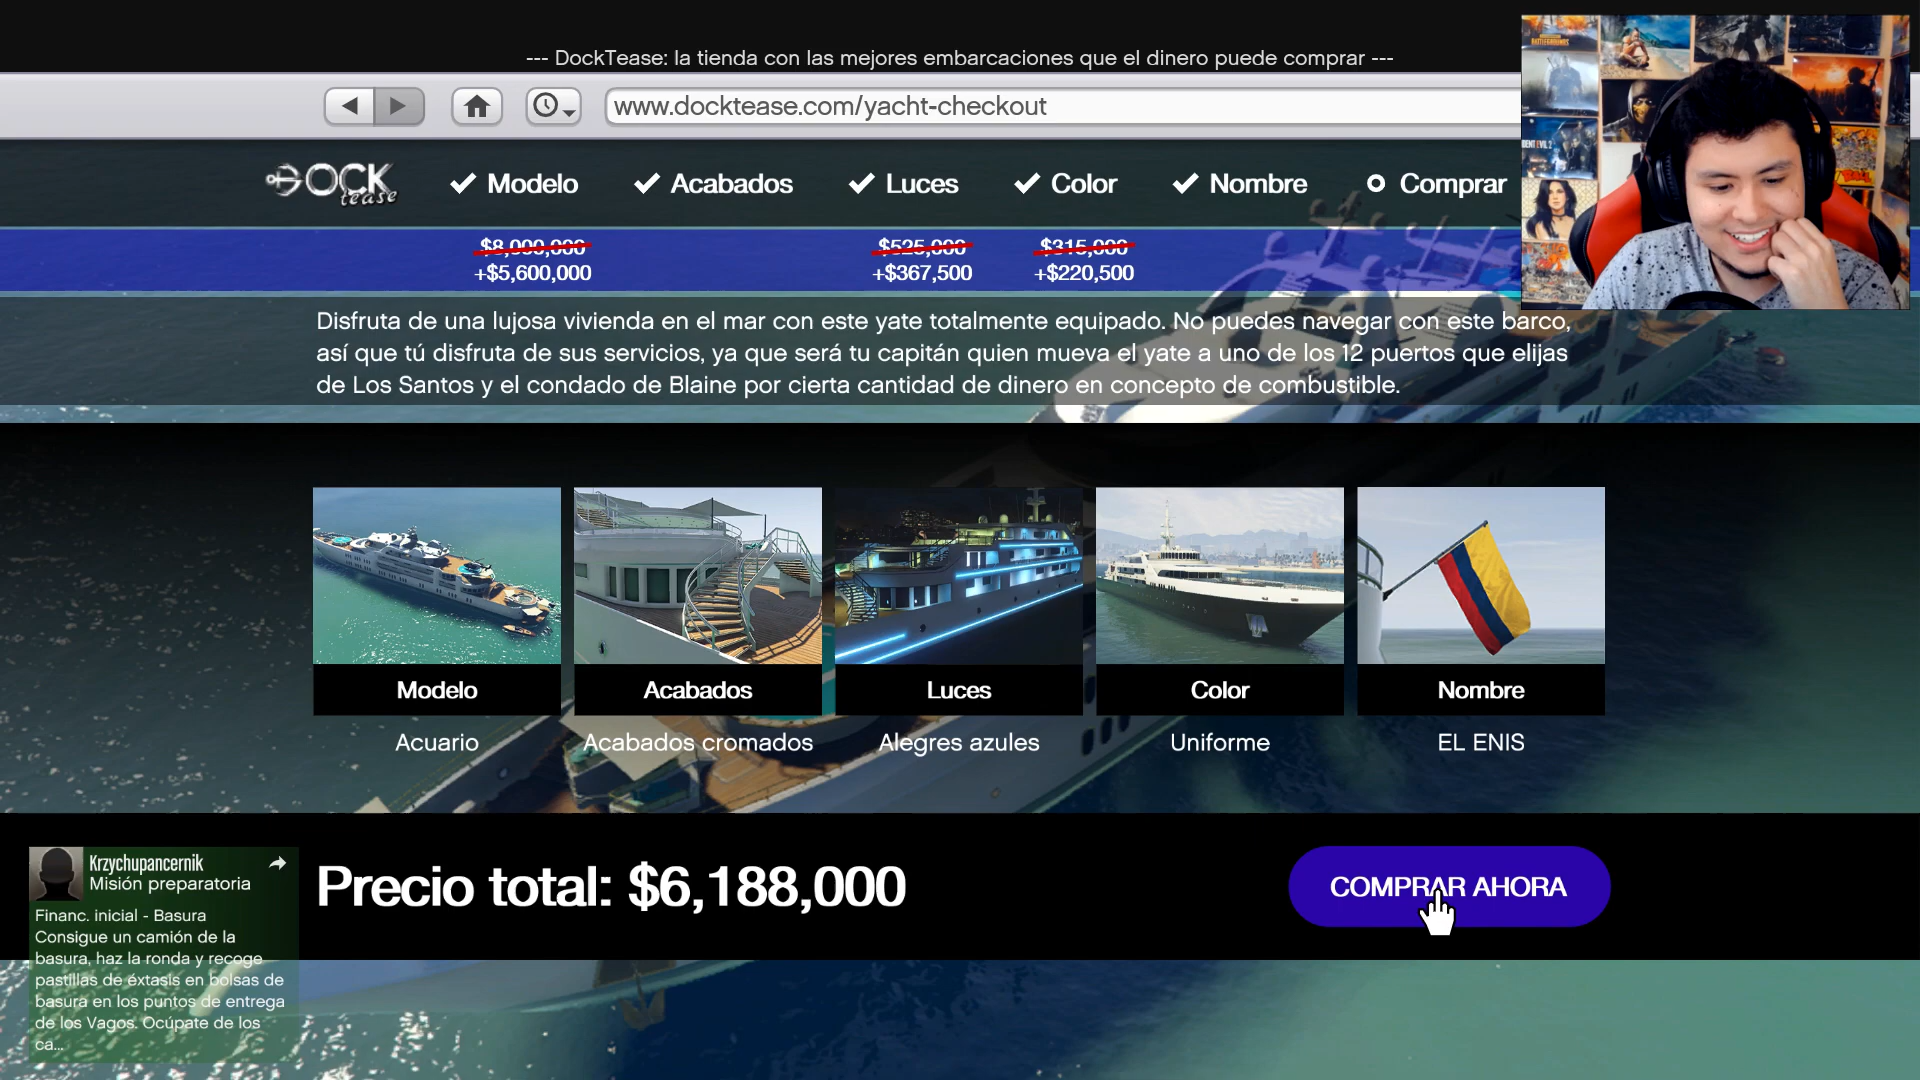 --- DockTease: la tienda con las mejores embarcaciones que el dinero puede comprar ---
www.docktease.com/yacht-checkout
DOCK tease
Modelo
Acabados
Luces
Color
Nombre
Comprar
$8,000,000
$525,000
$315,000
+$5,600,000
+$367,500
+$220,500
Disfruta de una lujosa vivienda en el mar con este yate totalmente equipado. No puedes navegar con este barco,
así que tú disfruta de sus servicios, ya que será tu capitán quien mueva el yate a uno de los 12 puertos que elijas
de Los Santos y el condado de Blaine por cierta cantidad de dinero en concepto de combustible.
Modelo
Acabados
Luces
Color
Nombre
Acuario
Acabados cromados
Alegres azules
Uniforme
EL ENIS
Krzychupancernik
Misión preparatoria
Financ. inicial - Basura
Consigue un camión de la
basura, haz la ronda y recoge
pastillas de éxtasis en bolsas de
basura en los puntos de entrega
de los Vagos. Ocúpate de los
ca...
Precio total: $6,188,000
COMPRAR AHORA